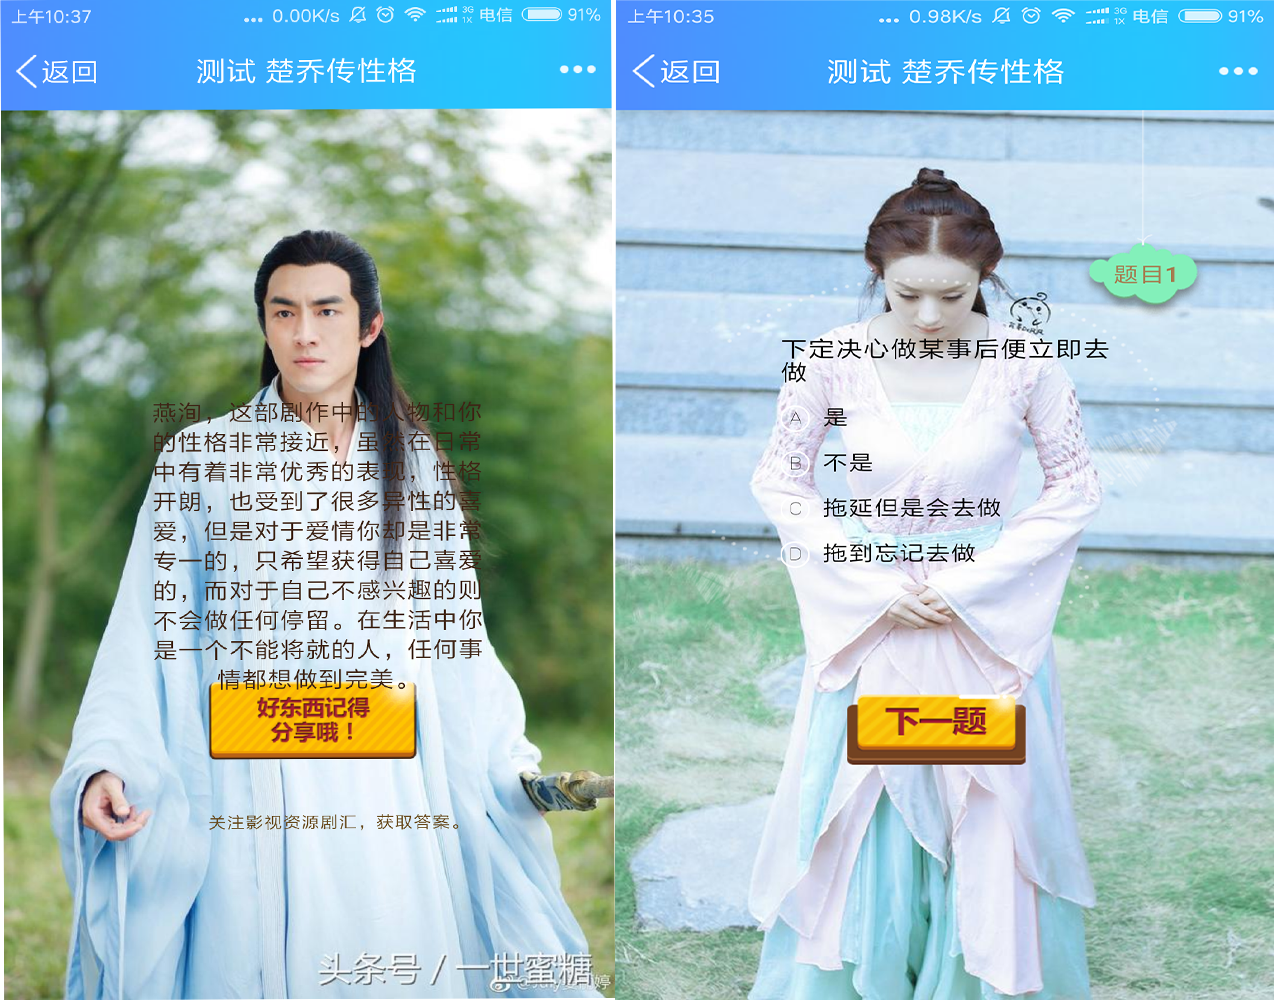 上午10:37
... 0.00K/s
3G
1X
电信
91%
返回
测试 楚乔传性格
燕洵，这部剧作中的人物和你
的性格非常接近，虽然在日常
中有着非常优秀的表现，性格
开朗，也受到了很多异性的喜
爱，但是对于爱情你却是非常
专一的，只希望获得自己喜爱
的，而对于自己不感兴趣的则
不会做任何停留。在生活中你
是一个不能将就的人，任何事
情都想做到完美。
好东西记得
分享哦！
关注影视资源剧汇，获取答案。
头条号 / 一世蜜糖
上午10:35
... 0.98K/s
3G
1X
电信
91%
返回
测试 楚乔传性格
题目1
下定决心做某事后便立即去
做
A 是
B 不是
C 拖延但是会去做
D 拖到忘记去做
下一题